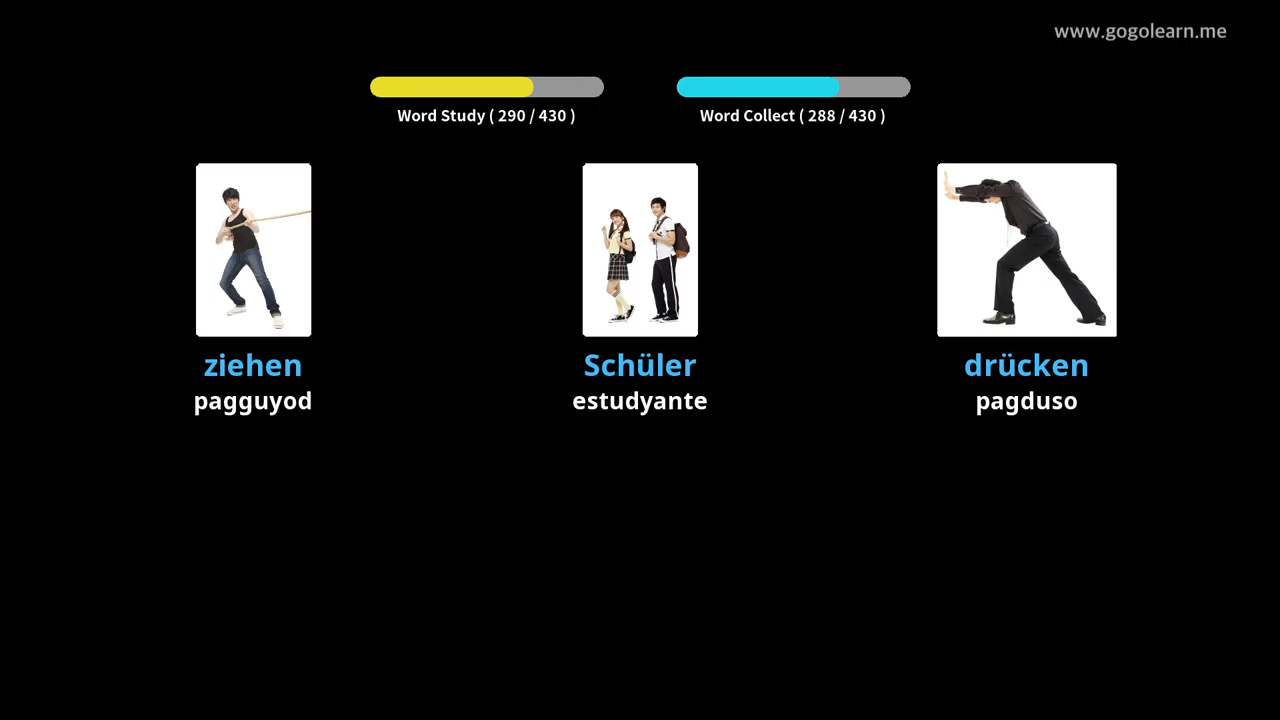 www.gogolearn.me
Word Study ( 290 / 430 )
Word Collect ( 288 / 430 )
ziehen
pagguyod
Schüler
estudyante
drücken
pagduso